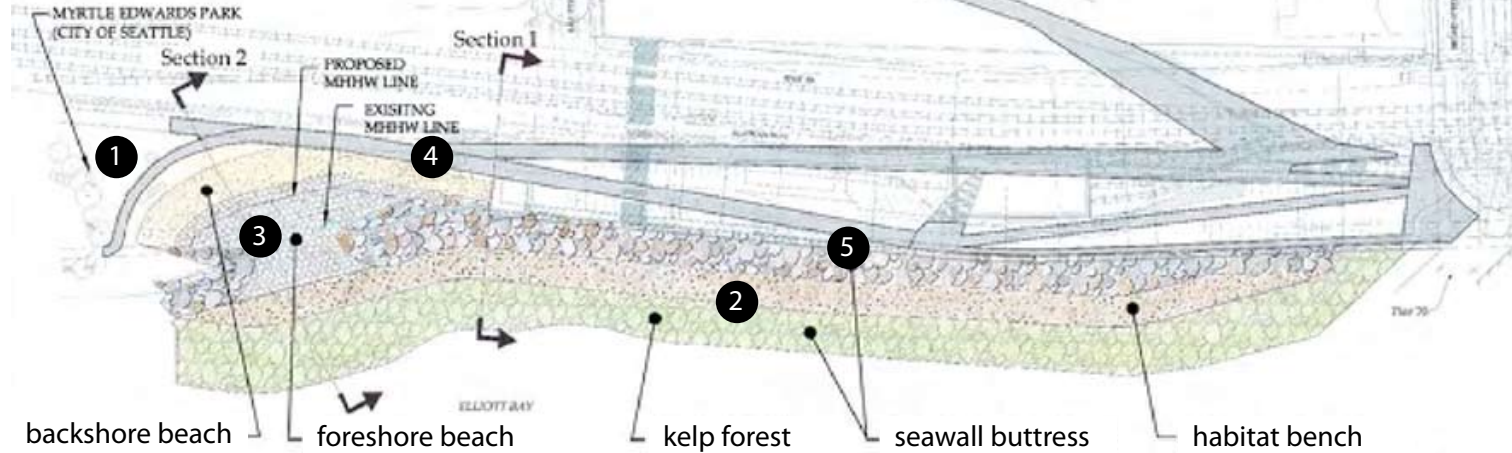 MYRTLE EDWARDS PARK
(CITY OF SEATTLE)
Section 2
Section 1
PROPOSED
MHHW LINE
EXISITNG
MHHW LINE
1
4
3
5
2
Pier 70
ELLIOTT BAY
backshore beach
foreshore beach
kelp forest
seawall buttress
habitat bench